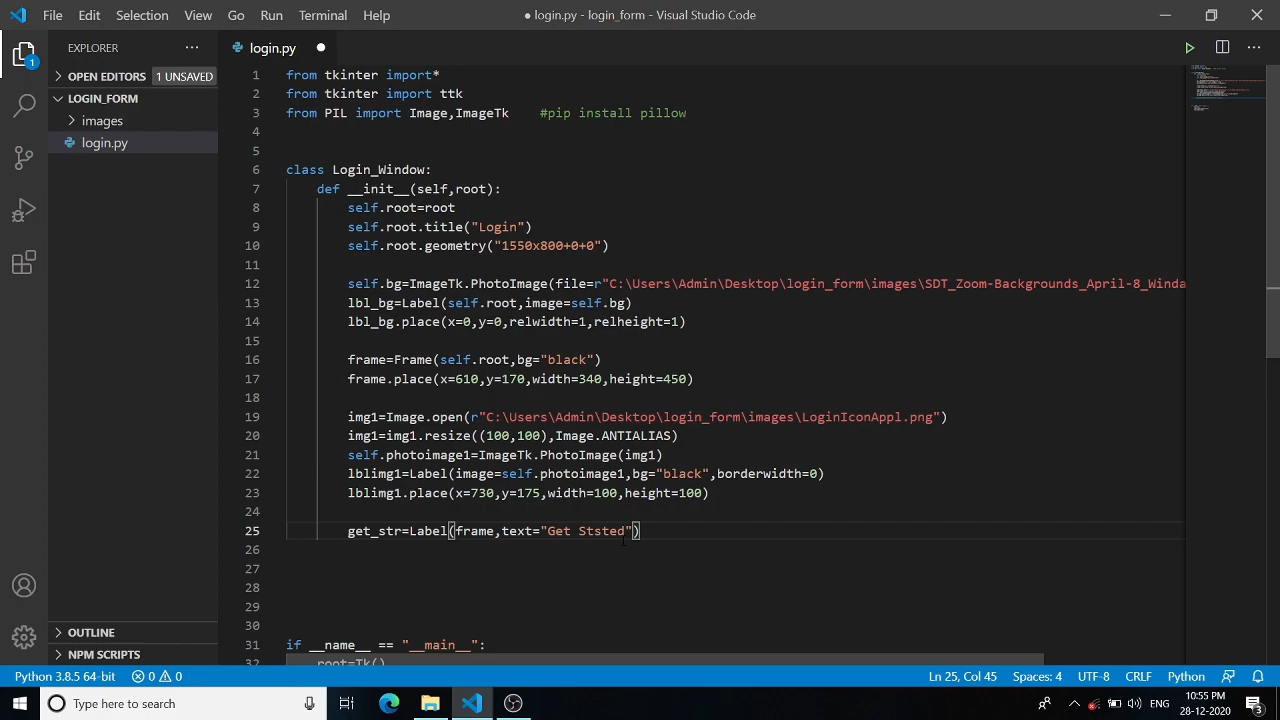 File Edit Selection View Go Run Terminal Help
● login.py - login_form - Visual Studio Code
EXPLORER
login.py
1
OPEN EDITORS 1 UNSAVED
LOGIN_FORM
images
login.py
OUTLINE
NPM SCRIPTS
1 from tkinter import*
2 from tkinter import ttk
3 from PIL import Image,ImageTk    #pip install pillow
4
5
6 class Login_Window:
7     def __init__(self,root):
8         self.root=root
9         self.root.title("Login")
10         self.root.geometry("1550x800+0+0")
11
12         self.bg=ImageTk.PhotoImage(file=r"C:\Users\Admin\Desktop\login_form\images\SDT_Zoom-Backgrounds_April-8_Winda
13         lbl_bg=Label(self.root,image=self.bg)
14         lbl_bg.place(x=0,y=0,relwidth=1,relheight=1)
15
16         frame=Frame(self.root,bg="black")
17         frame.place(x=610,y=170,width=340,height=450)
18
19         img1=Image.open(r"C:\Users\Admin\Desktop\login_form\images\LoginIconAppl.png")
20         img1=img1.resize((100,100),Image.ANTIALIAS)
21         self.photoimage1=ImageTk.PhotoImage(img1)
22         lblimg1=Label(image=self.photoimage1,bg="black",borderwidth=0)
23         lblimg1.place(x=730,y=175,width=100,height=100)
24
25         get_str=Label(frame,text="Get Ststed")
26
27
28
29
30
31 if __name__ == "__main__":
32     root=Tk()
Python 3.8.5 64-bit 0 0 Ln 25, Col 45 Spaces: 4 UTF-8 CRLF Python
Type here to search
10:55 PM
28-12-2020
3